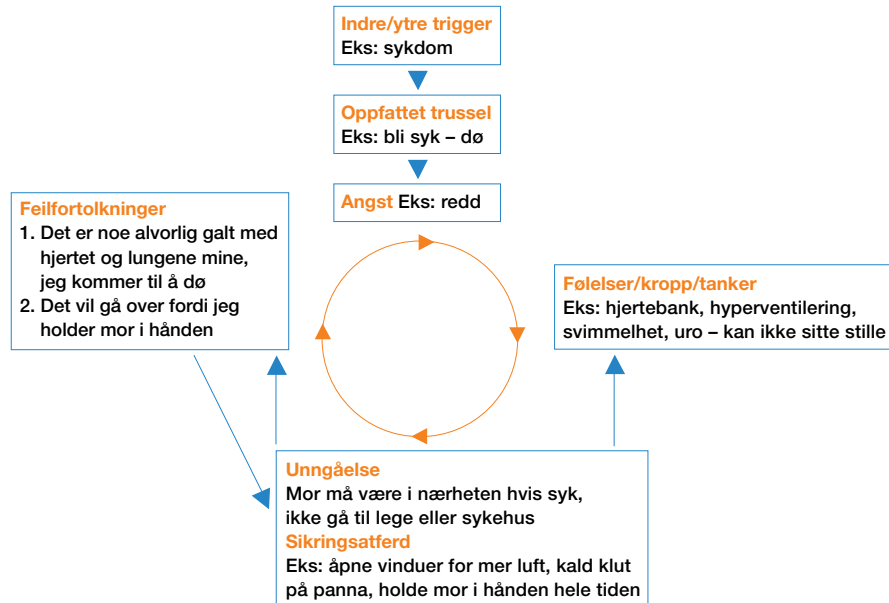 Indre/ytre trigger
Eks: sykdom
Oppfattet trussel
Eks: bli syk – dø
Angst Eks: redd
Feilfortolkninger
1. Det er noe alvorlig galt med
hjertet og lungene mine,
jeg kommer til å dø
2. Det vil gå over fordi jeg
holder mor i hånden
Følelser/kropp/tanker
Eks: hjertebank, hyperventilering,
svimmelhet, uro – kan ikke sitte stille
Unngåelse
Mor må være i nærheten hvis syk,
ikke gå til lege eller sykehus
Sikringsatferd
Eks: åpne vinduer for mer luft, kald klut
på panna, holde mor i hånden hele tiden